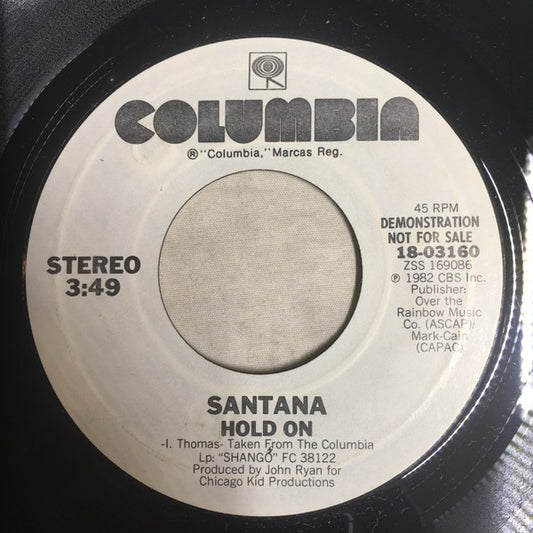 COLUMBIA
®"Columbia," Marcas Reg.
STEREO
3:49
45 RPM
DEMONSTRATION
NOT FOR SALE
18-03160
ZSS 169086
℗ 1982 CBS Inc.
Publisher:
Over the
Rainbow Music
Co. (ASCAP)/
Mark-Cain
(CAPAC)
SANTANA
HOLD ON
-I. Thomas- Taken From The Columbia
Lp: "SHANGÓ" FC 38122
Produced by John Ryan for
Chicago Kid Productions